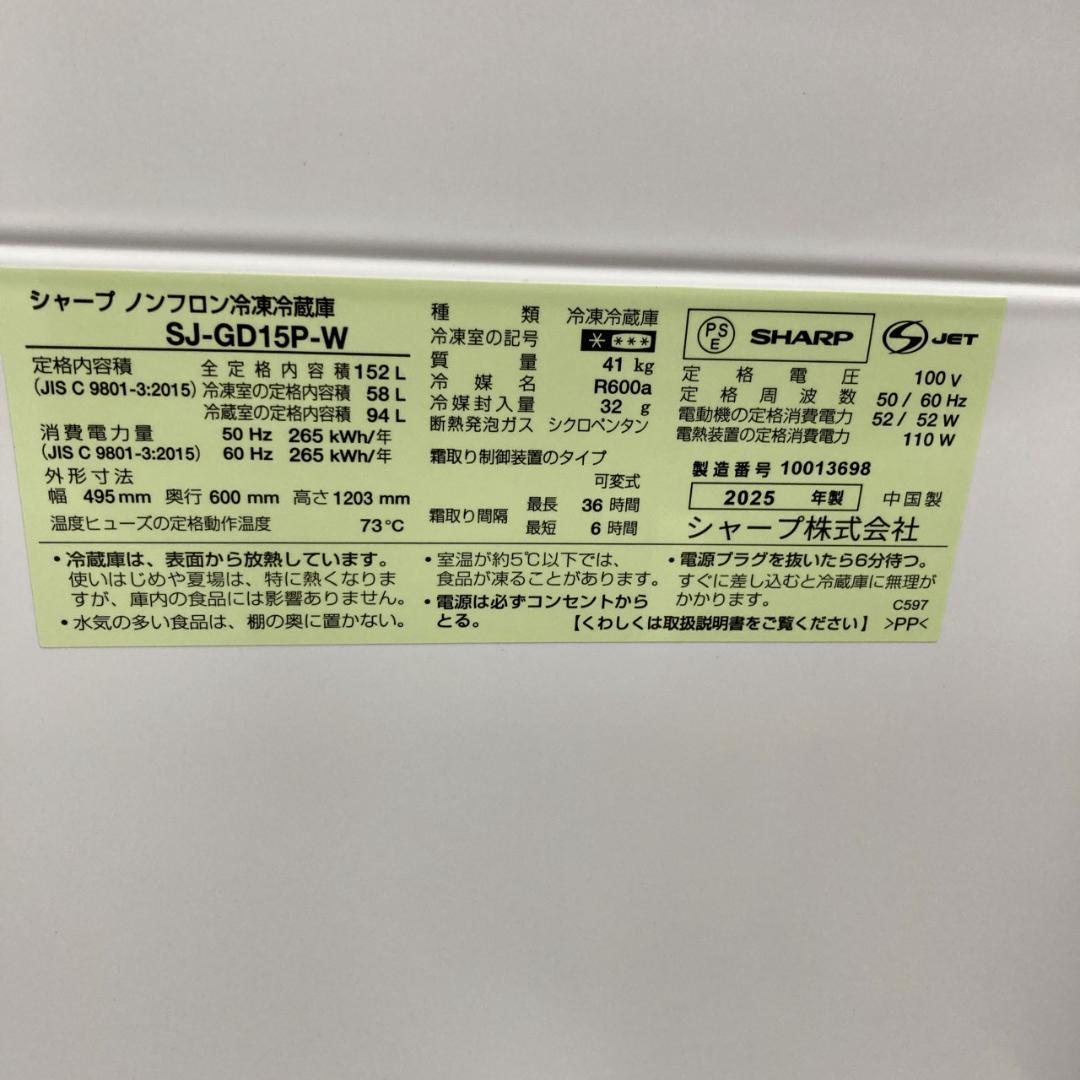 シャープ ノンフロン冷凍冷蔵庫
SJ-GD15P-W
定格内容積 全定格内容積 152 L
(JIS C 9801-3:2015) 冷凍室の定格内容積 58 L
冷蔵室の定格内容積 94 L
消費電力量 50 Hz 265 kWh/年
(JIS C 9801-3:2015) 60 Hz 265 kWh/年
外形寸法
幅 495 mm 奥行 600 mm 高さ 1203 mm
温度ヒューズの定格動作温度 73℃
種類 冷凍冷蔵庫
冷凍室の記号 ＊＊＊＊
質量 41 kg
冷媒名 R600a
冷媒封入量 32 g
断熱発泡ガス シクロペンタン
霜取り制御装置のタイプ
可変式
霜取り間隔 最長 36 時間
最短 6 時間
PS
E
SHARP
S JET
定格電圧 100 V
定格周波数 50 / 60 Hz
電動機の定格消費電力 52 / 52 W
電熱装置の定格消費電力 110 W
製造番号 10013698
2025 年製 中国製
シャープ株式会社
・冷蔵庫は、表面から放熱しています。
使いはじめや夏場は、特に熱くなりま
すが、庫内の食品には影響ありません。
・水気の多い食品は、棚の奥に置かない。
・室温が約5℃以下では、
食品が凍ることがあります。
・電源は必ずコンセントから
とる。
・電源プラグを抜いたら6分待つ。
すぐに差し込むと冷蔵庫に無理が
かかります。
C597
【くわしくは取扱説明書をご覧ください】 >PP<